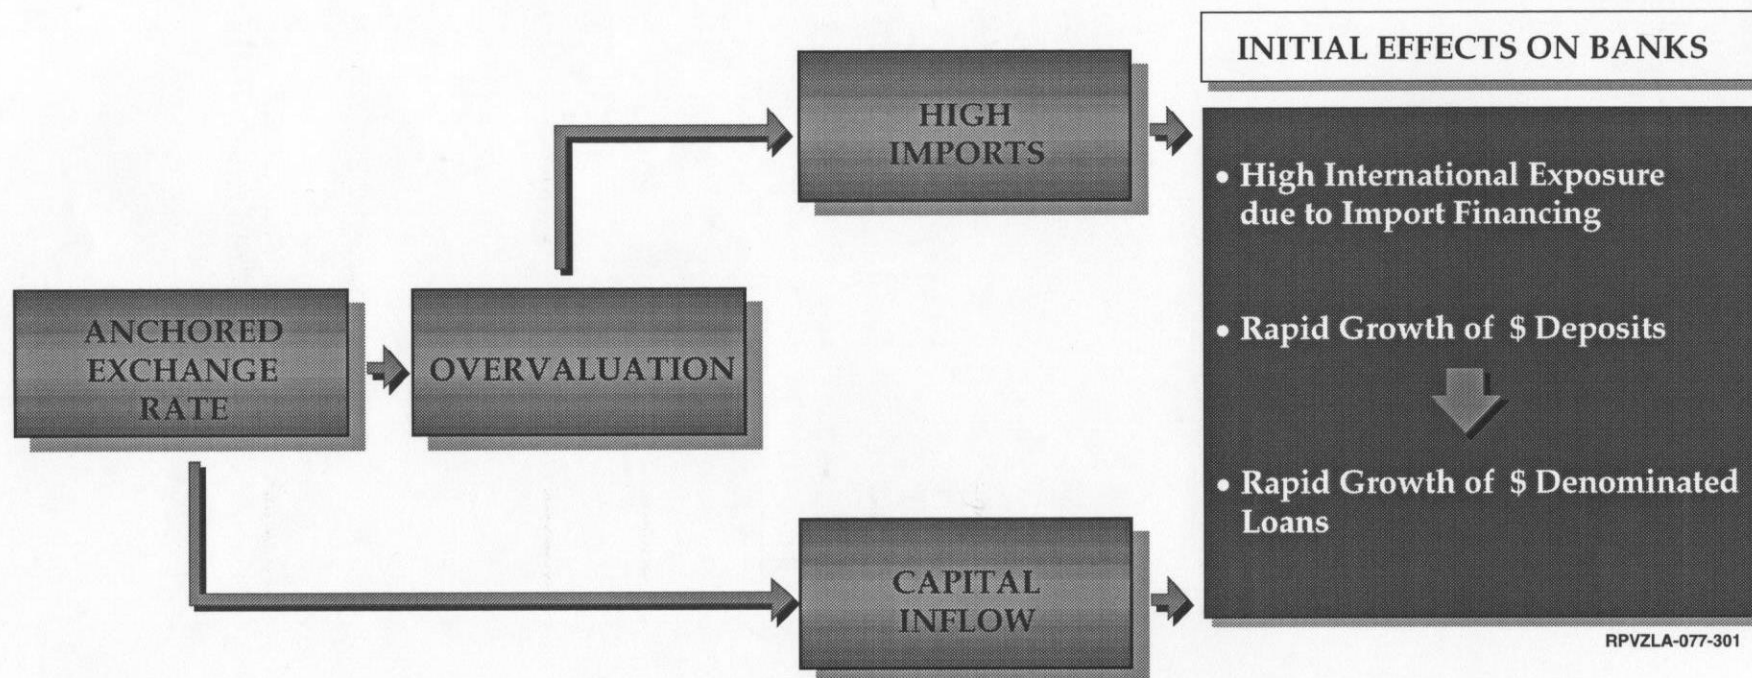 INITIAL EFFECTS ON BANKS
HIGH
IMPORTS
• High International Exposure
due to Import Financing
ANCHORED
EXCHANGE
RATE
OVERVALUATION
• Rapid Growth of $ Deposits
• Rapid Growth of $ Denominated
Loans
CAPITAL
INFLOW
RPVZLA-077-301